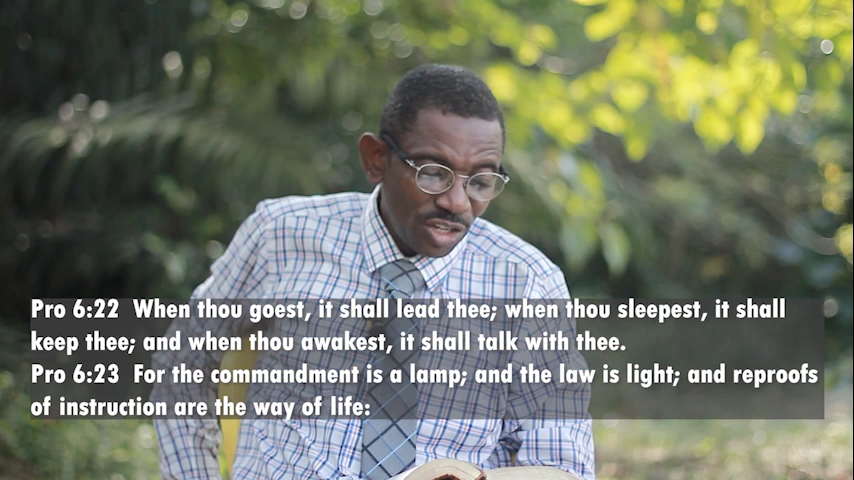 Pro 6:22  When thou goest, it shall lead thee; when thou sleepest, it shall
keep thee; and when thou awakest, it shall talk with thee.
Pro 6:23  For the commandment is a lamp; and the law is light; and reproofs
of instruction are the way of life: